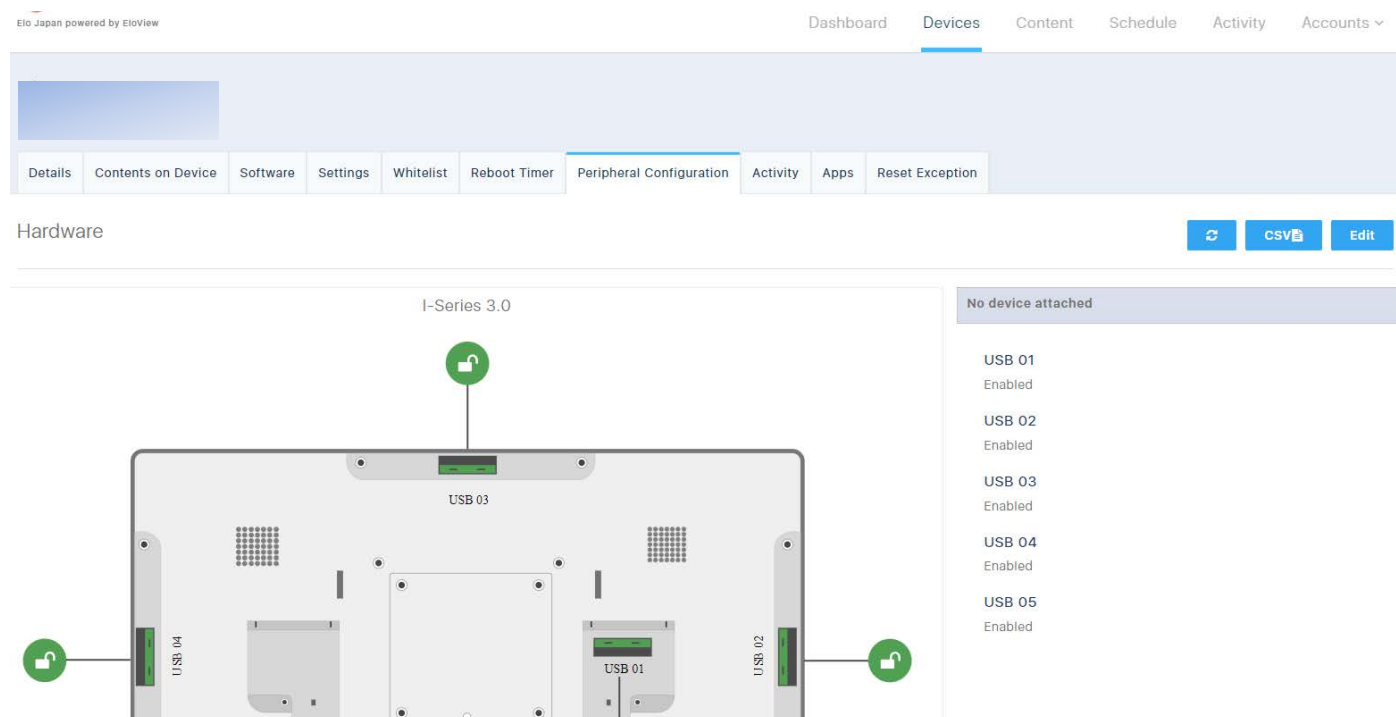 Elo Japan powered by EloView
Dashboard Devices Content Schedule Activity Accounts
Details Contents on Device Software Settings Whitelist Reboot Timer Peripheral Configuration Activity Apps Reset Exception
Hardware
CSV Edit
I-Series 3.0
No device attached
USB 01
Enabled
USB 02
Enabled
USB 03
Enabled
USB 04
Enabled
USB 05
Enabled
USB 03
USB 04
USB 01
USB 02